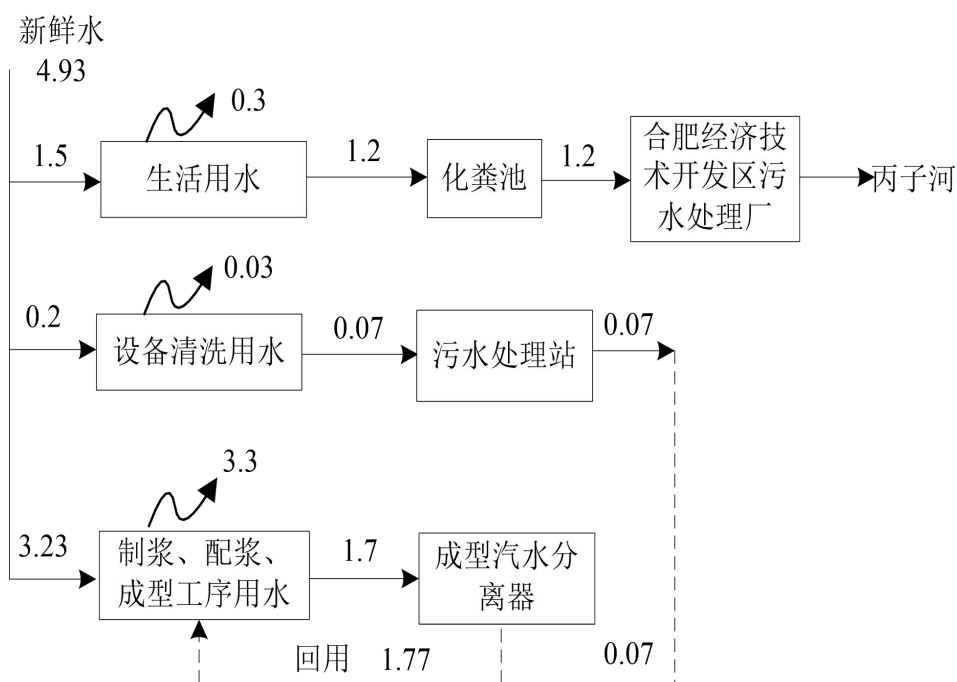 新鲜水
4.93
0.3
1.5
生活用水
1.2
化粪池
1.2
合肥经济技
术开发区污
水处理厂
丙子河
0.03
0.2
设备清洗用水
0.07
污水处理站
0.07
3.3
3.23
制浆、配浆、
成型工序用水
1.7
成型汽水分
离器
回用 1.77
0.07